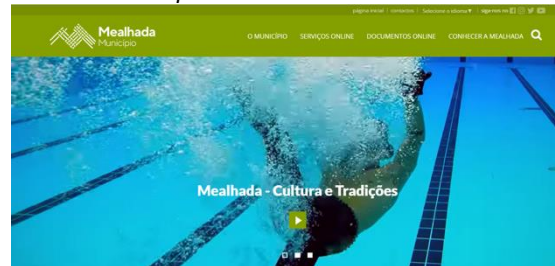 página inicial | contactos | Selecione o idioma ▼ | siga-nos no
Mealhada
Município
O MUNICÍPIO SERVIÇOS ONLINE DOCUMENTOS ONLINE CONHECER A MEALHADA
Mealhada - Cultura e Tradições